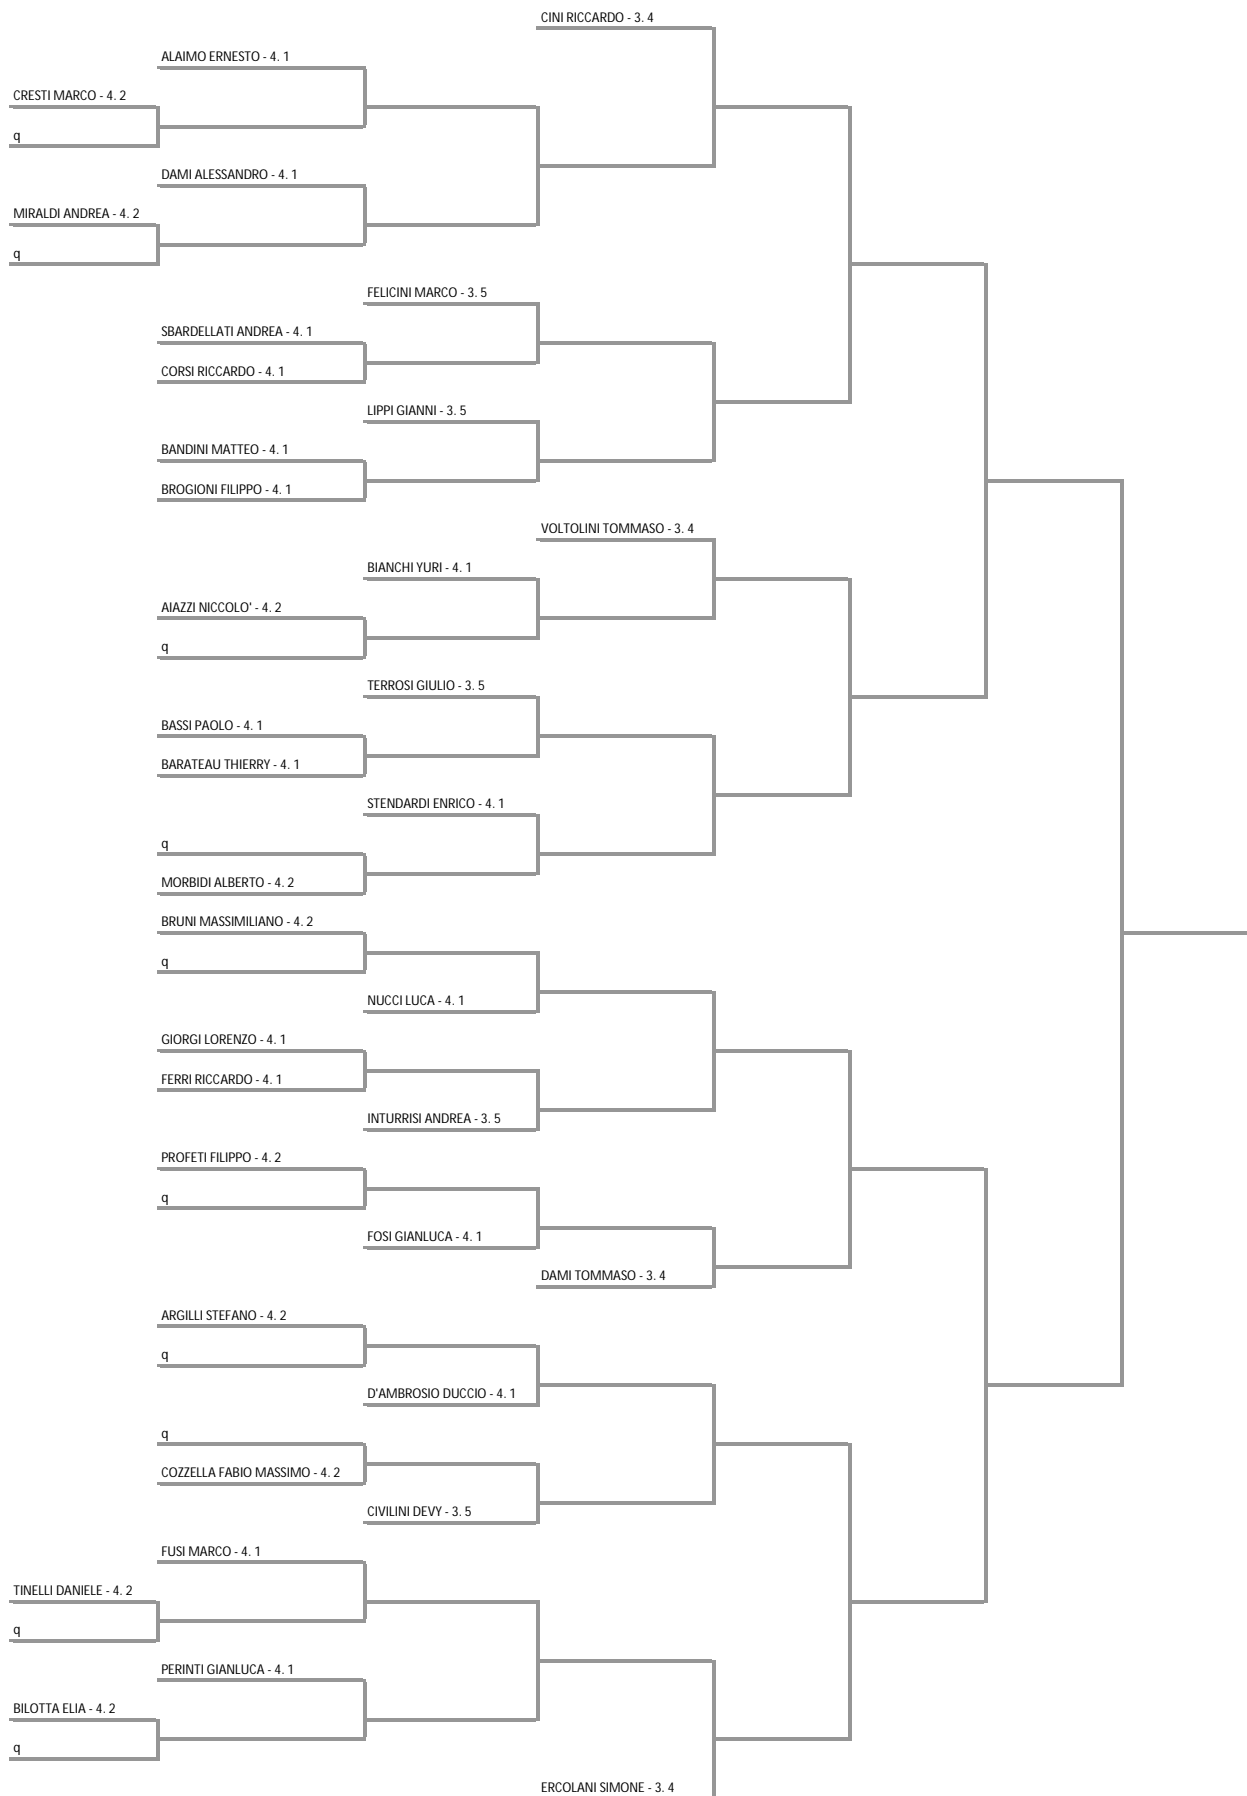 CINI RICCARDO - 3. 4
ALAIMO ERNESTO - 4. 1
CRESTI MARCO - 4. 2
q
DAMI ALESSANDRO - 4. 1
MIRALDI ANDREA - 4. 2
q
FELICINI MARCO - 3. 5
SBARDELLATI ANDREA - 4. 1
CORSI RICCARDO - 4. 1
LIPPI GIANNI - 3. 5
BANDINI MATTEO - 4. 1
BROGIONI FILIPPO - 4. 1
VOLTOLINI TOMMASO - 3. 4
BIANCHI YURI - 4. 1
AIAZZI NICCOLO' - 4. 2
q
TERROSI GIULIO - 3. 5
BASSI PAOLO - 4. 1
BARATEAU THIERRY - 4. 1
STENDARDI ENRICO - 4. 1
q
MORBIDI ALBERTO - 4. 2
BRUNI MASSIMILIANO - 4. 2
q
NUCCI LUCA - 4. 1
GIORGI LORENZO - 4. 1
FERRI RICCARDO - 4. 1
INTURRISI ANDREA - 3. 5
PROFETI FILIPPO - 4. 2
q
FOSI GIANLUCA - 4. 1
DAMI TOMMASO - 3. 4
ARGILLI STEFANO - 4. 2
q
D'AMBROSIO DUCCIO - 4. 1
q
COZZELLA FABIO MASSIMO - 4. 2
CIVILINI DEVY - 3. 5
FUSI MARCO - 4. 1
TINELLI DANIELE - 4. 2
q
PERINTI GIANLUCA - 4. 1
BILOTTA ELIA - 4. 2
q
ERCOLANI SIMONE - 3. 4